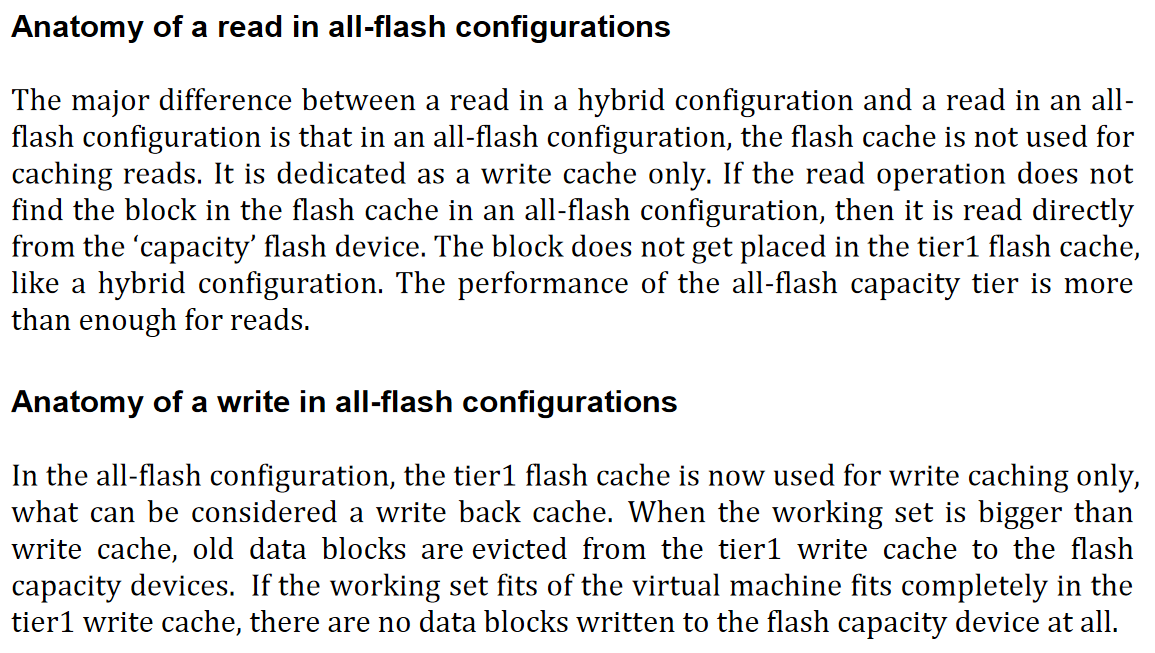 Anatomy of a read in all-flash configurations
The major difference between a read in a hybrid configuration and a read in an all-
flash configuration is that in an all-flash configuration, the flash cache is not used for
caching reads. It is dedicated as a write cache only. If the read operation does not
find the block in the flash cache in an all-flash configuration, then it is read directly
from the ‘capacity’ flash device. The block does not get placed in the tier1 flash cache,
like a hybrid configuration. The performance of the all-flash capacity tier is more
than enough for reads.
Anatomy of a write in all-flash configurations
In the all-flash configuration, the tier1 flash cache is now used for write caching only,
what can be considered a write back cache. When the working set is bigger than
write cache, old data blocks are evicted from the tier1 write cache to the flash
capacity devices. If the working set fits of the virtual machine fits completely in the
tier1 write cache, there are no data blocks written to the flash capacity device at all.